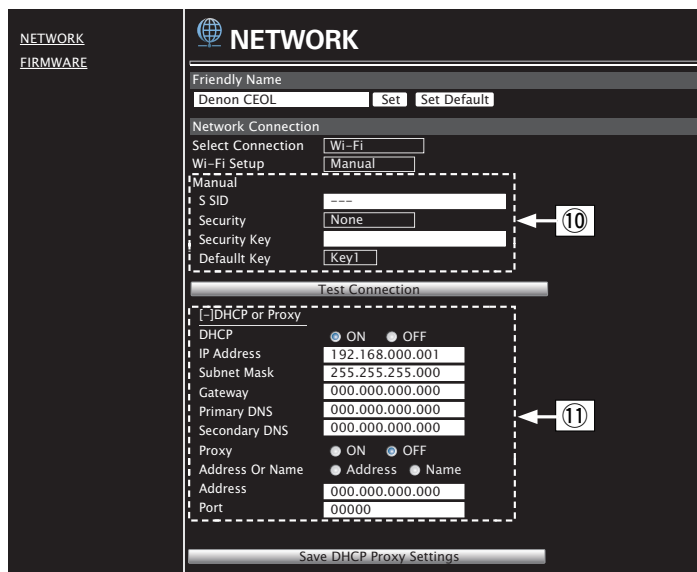 NETWORK
FIRMWARE
NETWORK
Friendly Name
Denon CEOL Set Set Default
Network Connection
Select Connection Wi-Fi
Wi-Fi Setup Manual
Manual
S SID ---
Security None
Security Key
Defaullt Key Key1
⑩
Test Connection
[-]DHCP or Proxy
DHCP ON OFF
IP Address 192.168.000.001
Subnet Mask 255.255.255.000
Gateway 000.000.000.000
Primary DNS 000.000.000.000
Secondary DNS 000.000.000.000
⑪
Proxy ON OFF
Address Or Name Address Name
Address 000.000.000.000
Port 00000
Save DHCP Proxy Settings